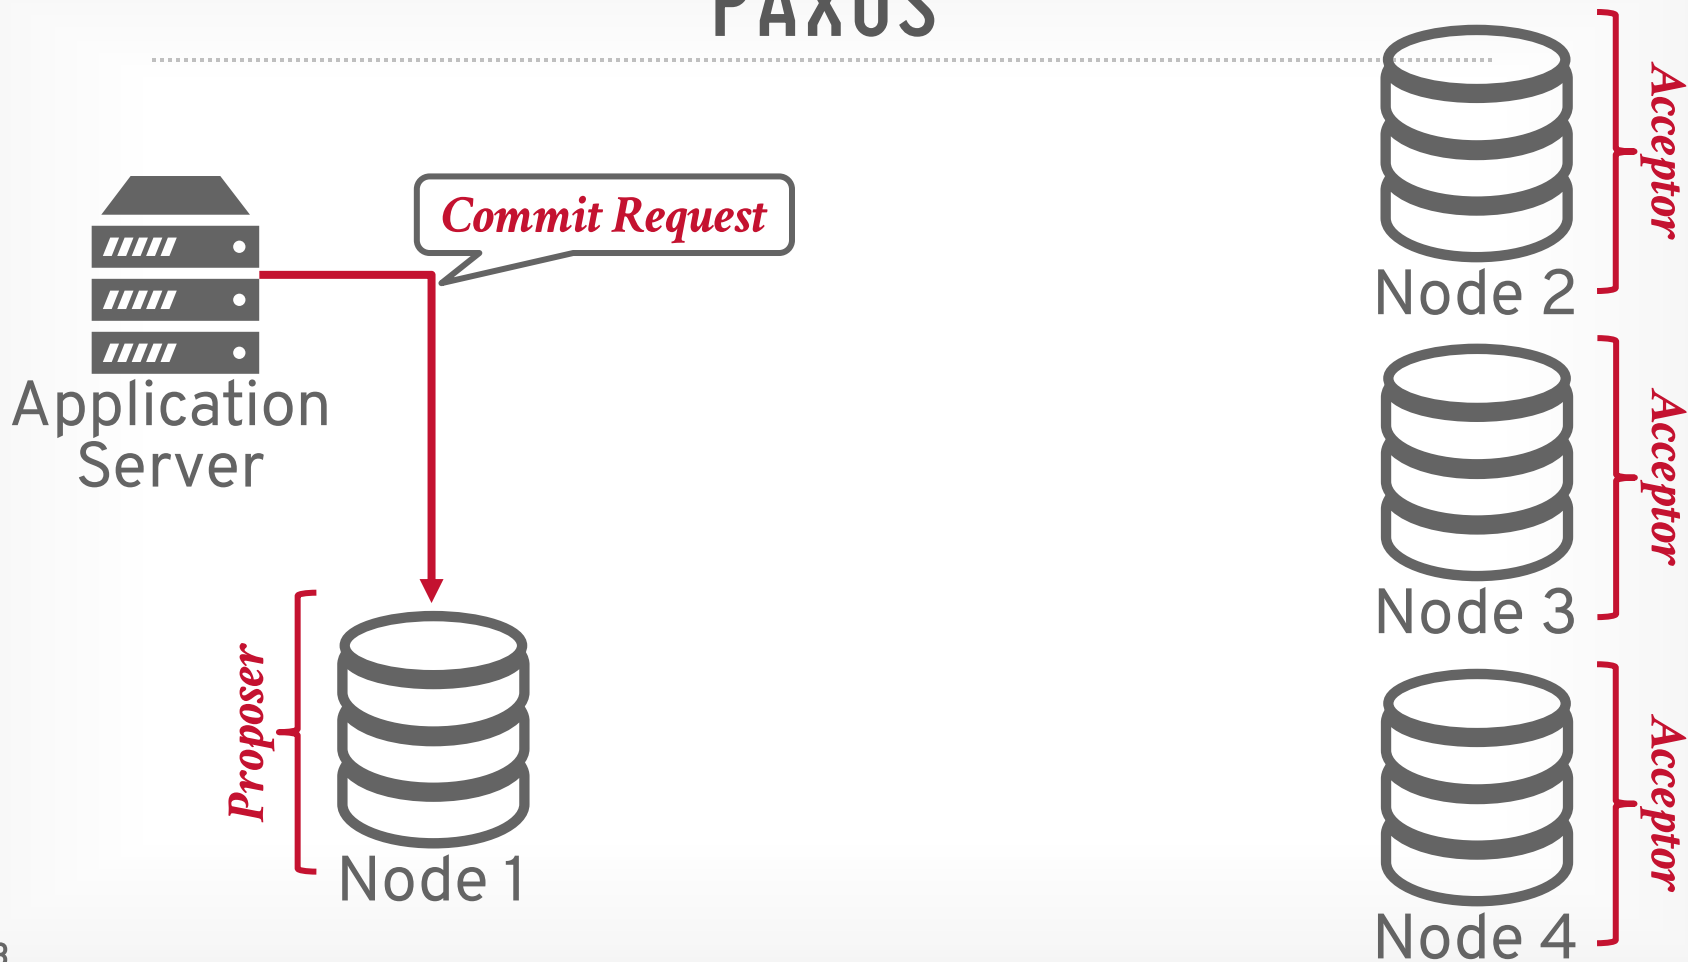 PAXOS
Commit Request
Application
Server
Proposer
Node 1
Node 2
Acceptor
Node 3
Acceptor
Node 4
Acceptor